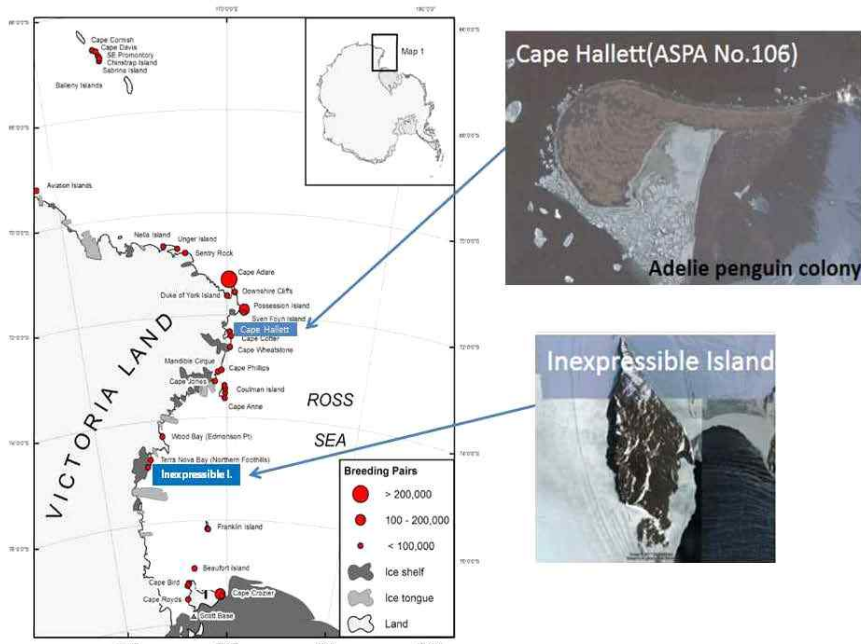 Map 1
Cape Cornish
Cape Davis
SE Promontory
Chinstrap Island
Sabrina Island
Balleny Islands
Aviation Islands
Nella Island
Unger Island
Sentry Rock
Cape Adare
Downshire Cliffs
Duke of York Island
Possession Island
Sven Foyn Island
Cape Hallett
Cape Cotter
Cape Wheatstone
Mandible Cirque
Cape Phillips
Cape Jones
Coulman Island
Cape Anne
VICTORIA LAND
ROSS
SEA
Wood Bay (Edmonson Pt)
Terra Nova Bay (Northern Foothills)
Inexpressible I.
Franklin Island
Beaufort Island
Cape Bird
Cape Royds
Cape Crozier
Scott Base
Breeding Pairs
> 200,000
100 - 200,000
< 100,000
Ice shelf
Ice tongue
Land
Cape Hallett(ASPA No.106)
Adelie penguin colony
Inexpressible Island